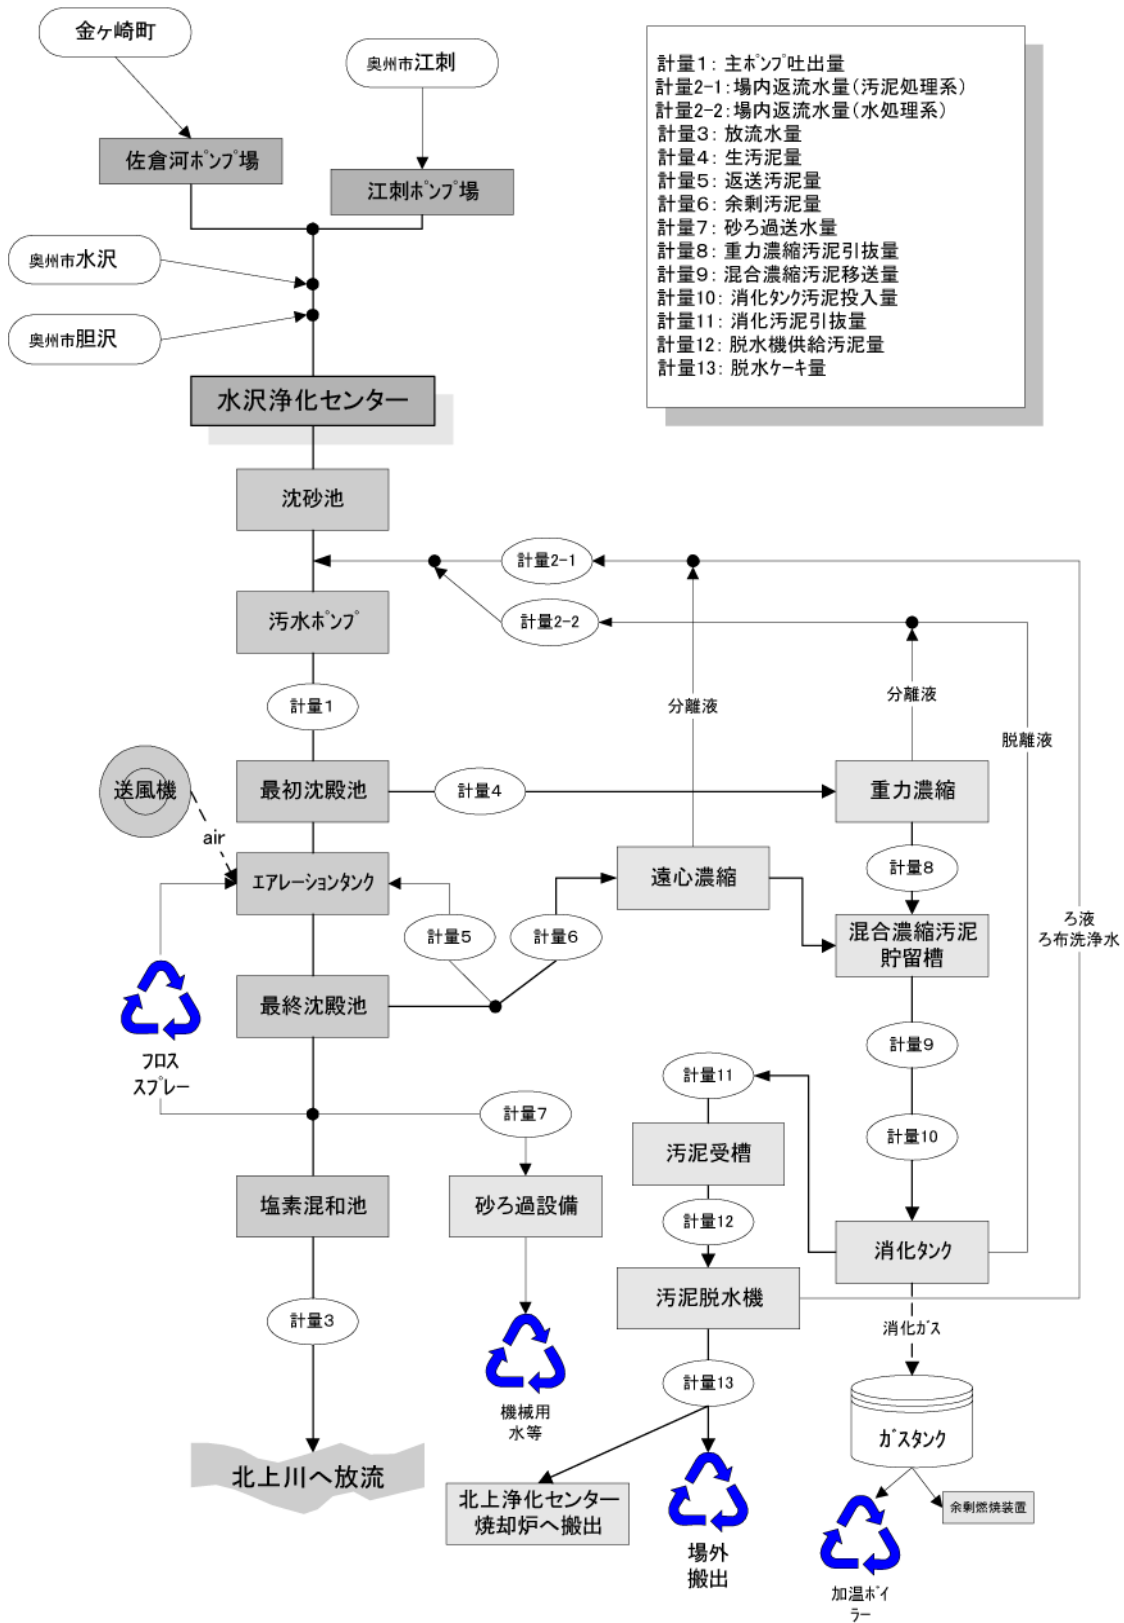 金ヶ崎町
奥州市江刺
佐倉河ﾎﾟﾝﾌﾟ場
江刺ﾎﾟﾝﾌﾟ場
奥州市水沢
奥州市胆沢
水沢浄化センター
計量1：主ﾎﾟﾝﾌﾟ吐出量
計量2-1：場内返流水量（汚泥処理系）
計量2-2：場内返流水量（水処理系）
計量3：放流水量
計量4：生汚泥量
計量5：返送汚泥量
計量6：余剰汚泥量
計量7：砂ろ過送水量
計量8：重力濃縮汚泥引抜量
計量9：混合濃縮汚泥移送量
計量10：消化ﾀﾝｸ汚泥投入量
計量11：消化汚泥引抜量
計量12：脱水機供給汚泥量
計量13：脱水ケｰｷ量
沈砂池
計量2-1
汚水ﾎﾟﾝﾌﾟ
計量2-2
計量1
分離液
分離液
脱離液
送風機
air
最初沈殿池
計量4
重力濃縮
計量8
エアレーションタンク
遠心濃縮
計量5
計量6
混合濃縮汚泥
貯留槽
ろ液
ろ布洗浄水
最終沈殿池
フロス
スプレー
計量9
計量11
計量7
計量10
汚泥受槽
塩素混和池
砂ろ過設備
計量12
消化ﾀﾝｸ
汚泥脱水機
計量3
消化ｶﾞｽ
計量13
機械用
水等
ｶﾞｽタンク
北上川へ放流
北上浄化センター
焼却炉へ搬出
余剰燃焼装置
場外
搬出
加温ﾎﾞｲ
ラー